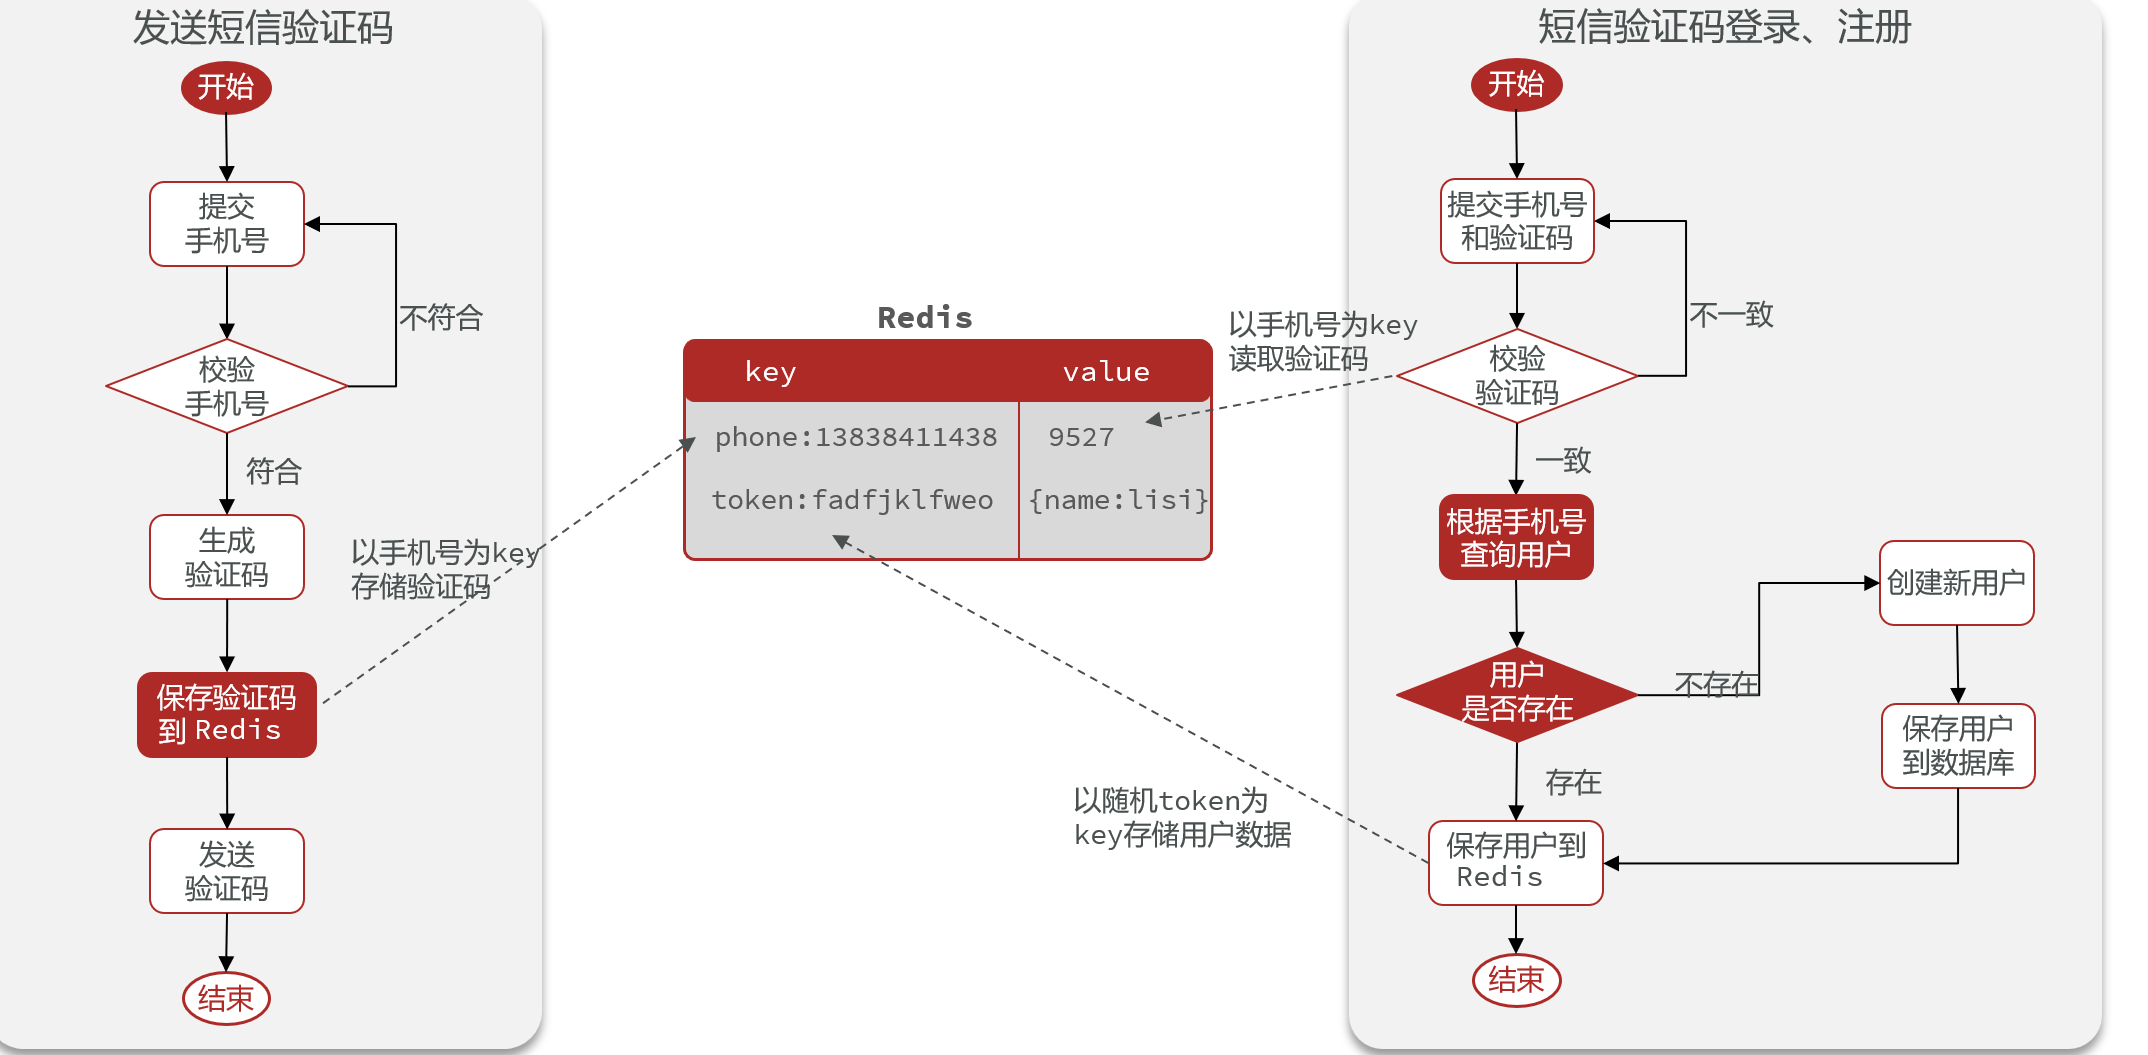 发送短信验证码
开始
提交
手机号
不符合
校验
手机号
符合
生成
验证码
以手机号为key
存储验证码
保存验证码
到 Redis
发送
验证码
结束
Redis
key value
phone:13838411438 9527
token:fadfjklfweo {name:lisi}
以手机号为key
读取验证码
以随机token为
key存储用户数据
短信验证码登录、注册
开始
提交手机号
和验证码
不一致
校验
验证码
一致
根据手机号
查询用户
用户
是否存在
不存在
创建新用户
保存用户
到数据库
存在
保存用户到
Redis
结束